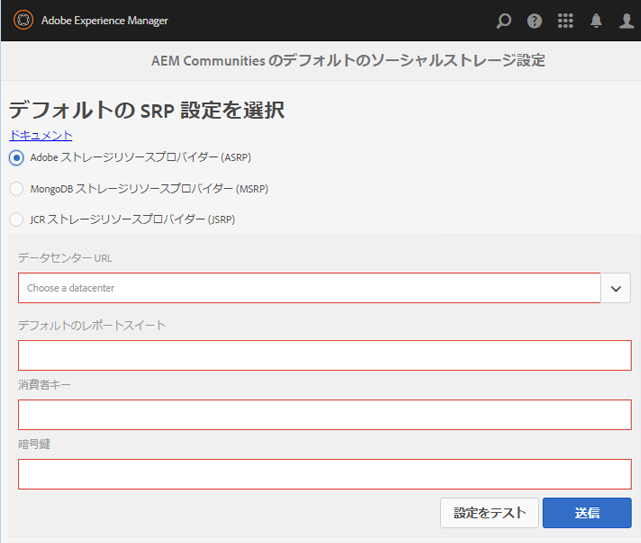 Adobe Experience Manager
AEM Communities のデフォルトのソーシャルストレージ設定
デフォルトの SRP 設定を選択
ドキュメント
Adobe ストレージリソースプロバイダー (ASRP)
MongoDB ストレージリソースプロバイダー (MSRP)
JCR ストレージリソースプロバイダー (JSRP)
データセンター URL
Choose a datacenter
デフォルトのレポートスイート
消費者キー
暗号鍵
設定をテスト 送信